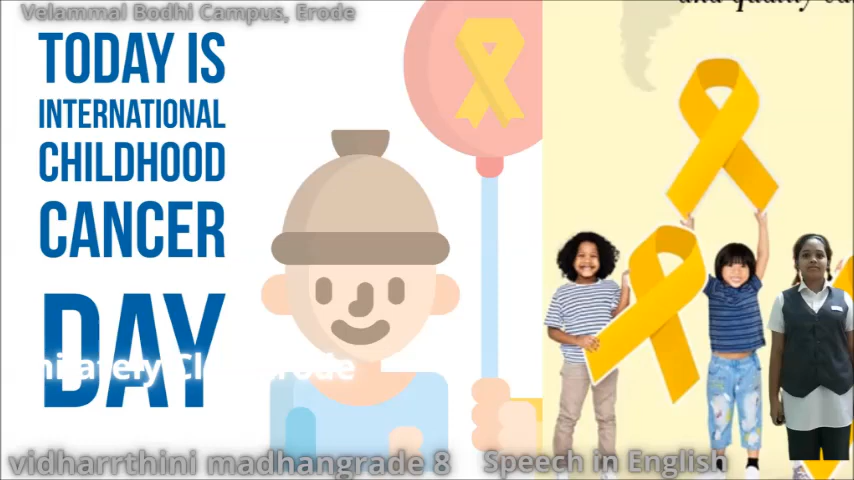 Velammal Bodhi Campus, Erode
TODAY IS
INTERNATIONAL
CHILDHOOD
CANCER
DAY
vidharrthini madhangrade 8
Speech in English